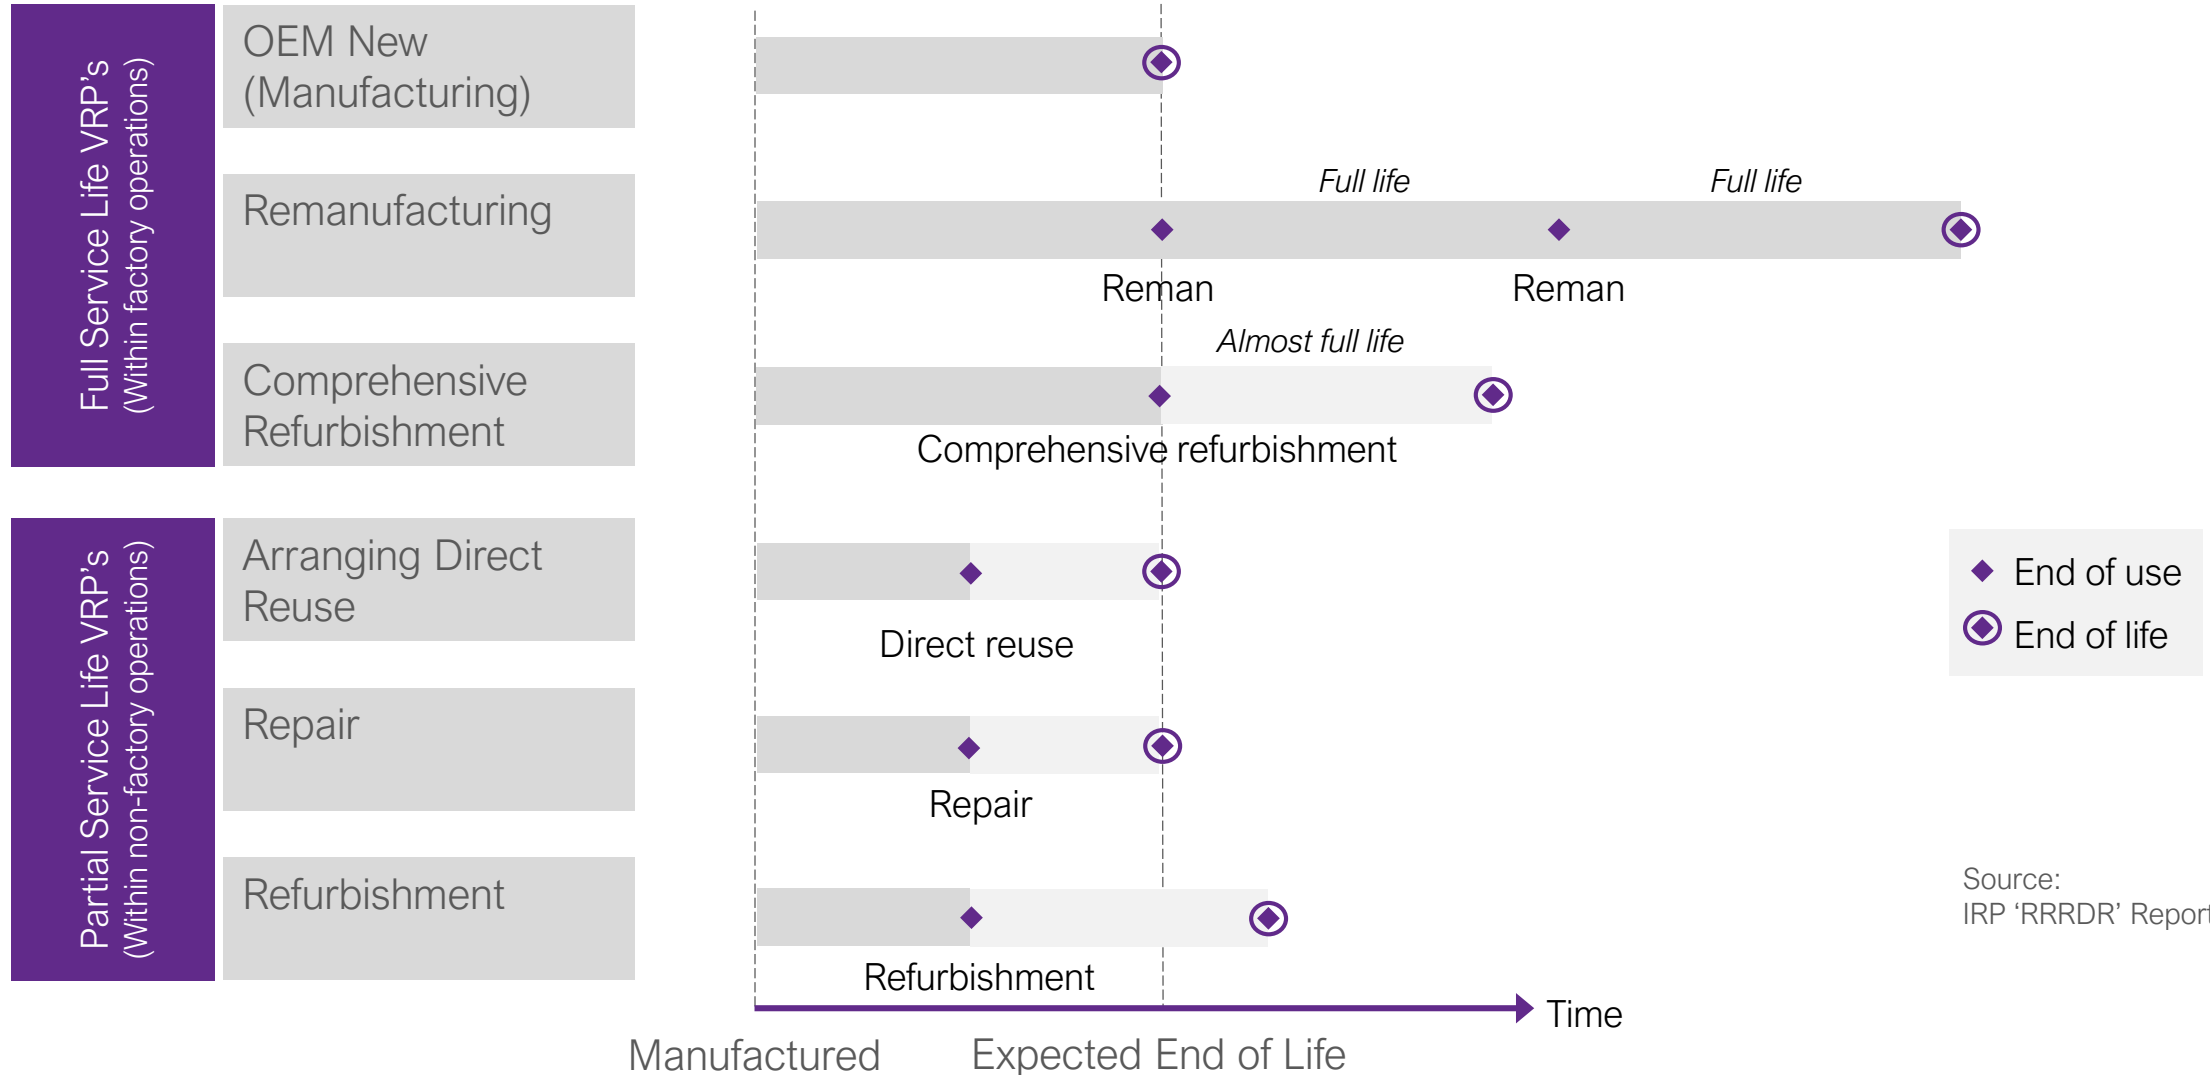 Full Service Life VRP's
(Within factory operations)
OEM New
(Manufacturing)
Remanufacturing
Full life
Full life
Reman
Reman
Comprehensive
Refurbishment
Almost full life
Comprehensive refurbishment
Partial Service Life VRP's
(Within non-factory operations)
Arranging Direct
Reuse
Direct reuse
Repair
Repair
Refurbishment
Refurbishment
End of use
End of life
Source:
IRP ‘RRRDR’ Report
Time
Manufactured
Expected End of Life